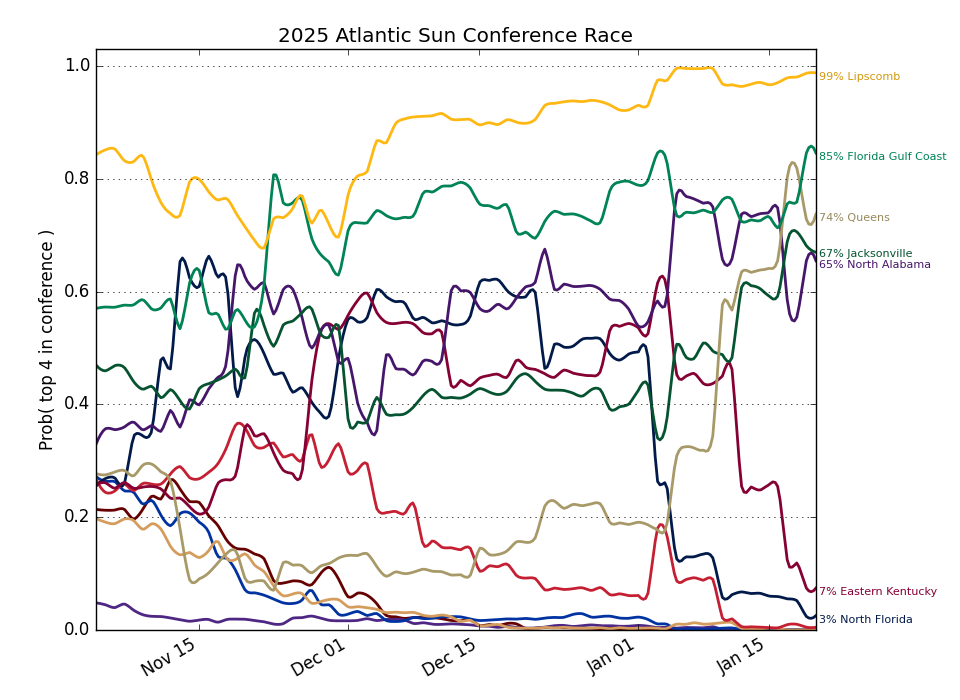 2025 Atlantic Sun Conference Race
Prob( top 4 in conference )
1.0
0.8
0.6
0.4
0.2
0.0
Nov 15
Dec 01
Dec 15
Jan 01
Jan 15
99% Lipscomb
85% Florida Gulf Coast
74% Queens
67% Jacksonville
65% North Alabama
7% Eastern Kentucky
3% North Florida